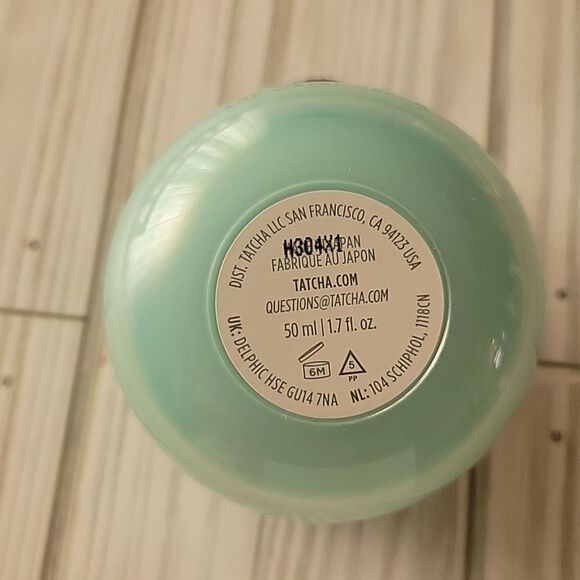 DIST. TATCHA LLC SAN FRANCISCO, CA 94123 USA
H304X1
JAPAN
FABRIQUE AU JAPON
TATCHA.COM
QUESTIONS@TATCHA.COM
50 ml | 1.7 fl. oz.
6M
5
PP
UK: DELPHIC HSE GU14 7NA NL: 104 SCHIPHOL, 1118CN